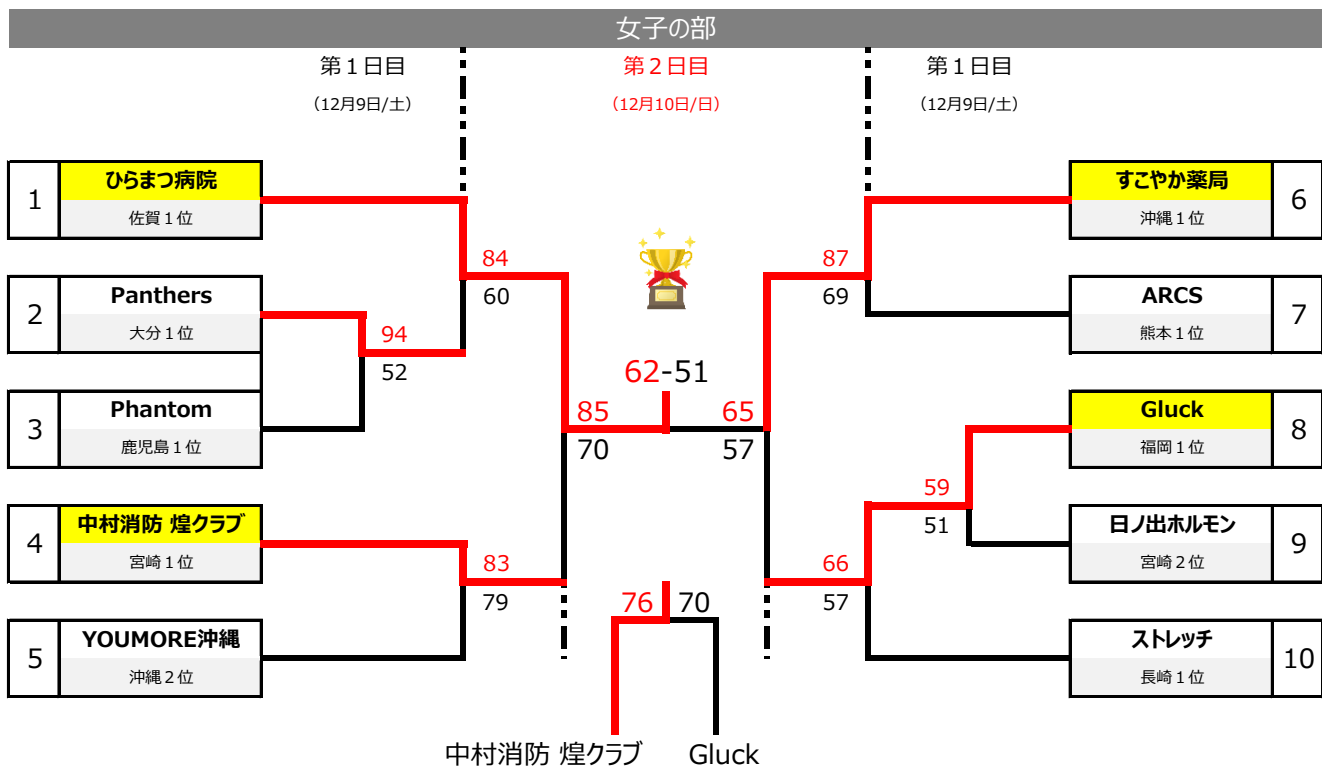 女子の部
第１日目
（12月9日/土）
第２日目
（12月10日/日）
第１日目
（12月9日/土）
1
ひらまつ病院
佐賀１位
2
Panthers
大分１位
3
Phantom
鹿児島１位
4
中村消防 煌クラブ
宮崎１位
5
YOUMORE沖縄
沖縄２位
84
60
94
52
83
79
85
70
62-51
65
57
76
70
中村消防 煌クラブ
Gluck
87
69
59
51
66
57
すこやか薬局
沖縄１位
6
ARCS
熊本１位
7
Gluck
福岡１位
8
日ノ出ホルモン
宮崎２位
9
ストレッチ
長崎１位
10